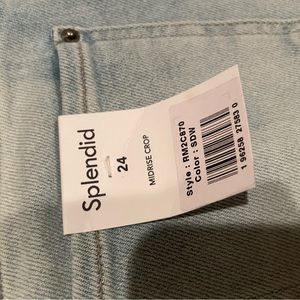 Splendid
24
MIDRISE CROP
Style : RM2C870
Color : SDW
1 96258 27583 0